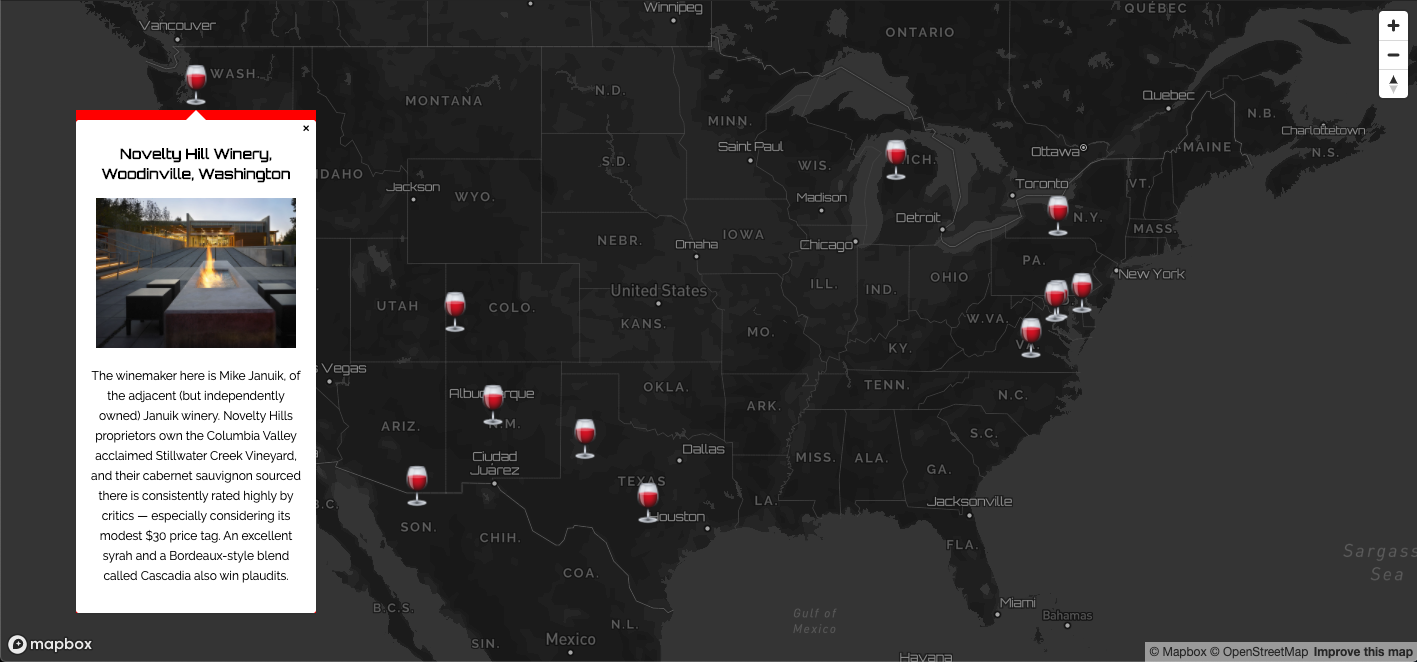 Vancouver
Winnipeg
QUÉBEC
ONTARIO
WASH.
MONTANA
N.D.
MINN.
Quebec
N.B.
Charlottetown
N.S.
MAINE
Saint Paul
WIS.
Ottawa
S.D.
IDAHO
Jackson
WYO.
Madison
Toronto
VT.
N.Y.
MASS.
Detroit
NEBR.
Omaha
IOWA
Chicago
PA.
New York
OHIO
United States
ILL.
IND.
UTAH
COLO.
KANS.
MO.
W.VA.
KY.
Vegas
OKLA.
TENN.
N.C.
ARK.
ARIZ.
N.M.
S.C.
Ciudad
Juárez
Dallas
MISS.
ALA.
GA.
TEXAS
LA.
Jacksonville
Houston
SON.
CHIH.
FLA.
COA.
Sargass
Sea
Miami
Bahamas
B.C.S.
Gulf of
Mexico
N.L.
SIN.
Mexico
Havana
×
Novelty Hill Winery,
Woodinville, Washington
The winemaker here is Mike Januik, of
the adjacent (but independently
owned) Januik winery. Novelty Hills
proprietors own the Columbia Valley
acclaimed Stillwater Creek Vineyard,
and their cabernet sauvignon sourced
there is consistently rated highly by
critics — especially considering its
modest $30 price tag. An excellent
syrah and a Bordeaux-style blend
called Cascadia also win plaudits.
mapbox
© Mapbox © OpenStreetMap Improve this map